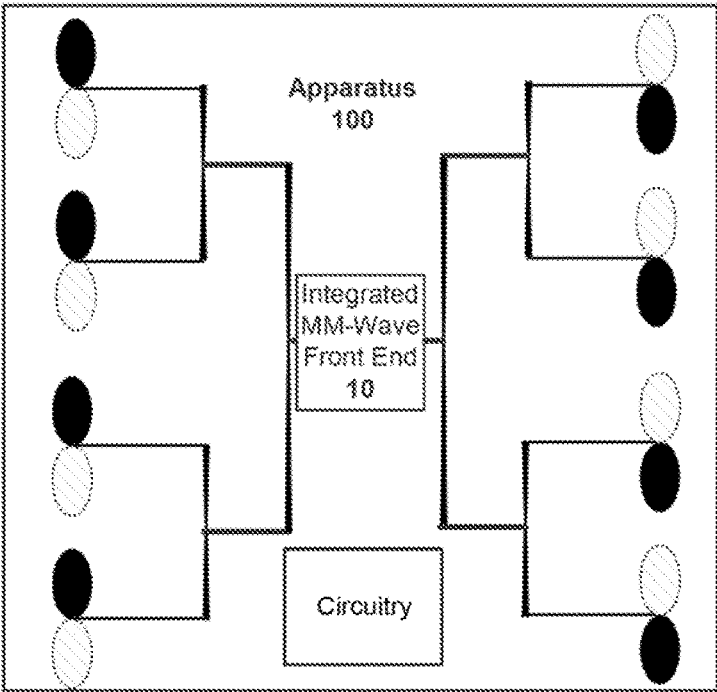 Apparatus
100
Integrated
MM-Wave
Front End
10
Circuitry